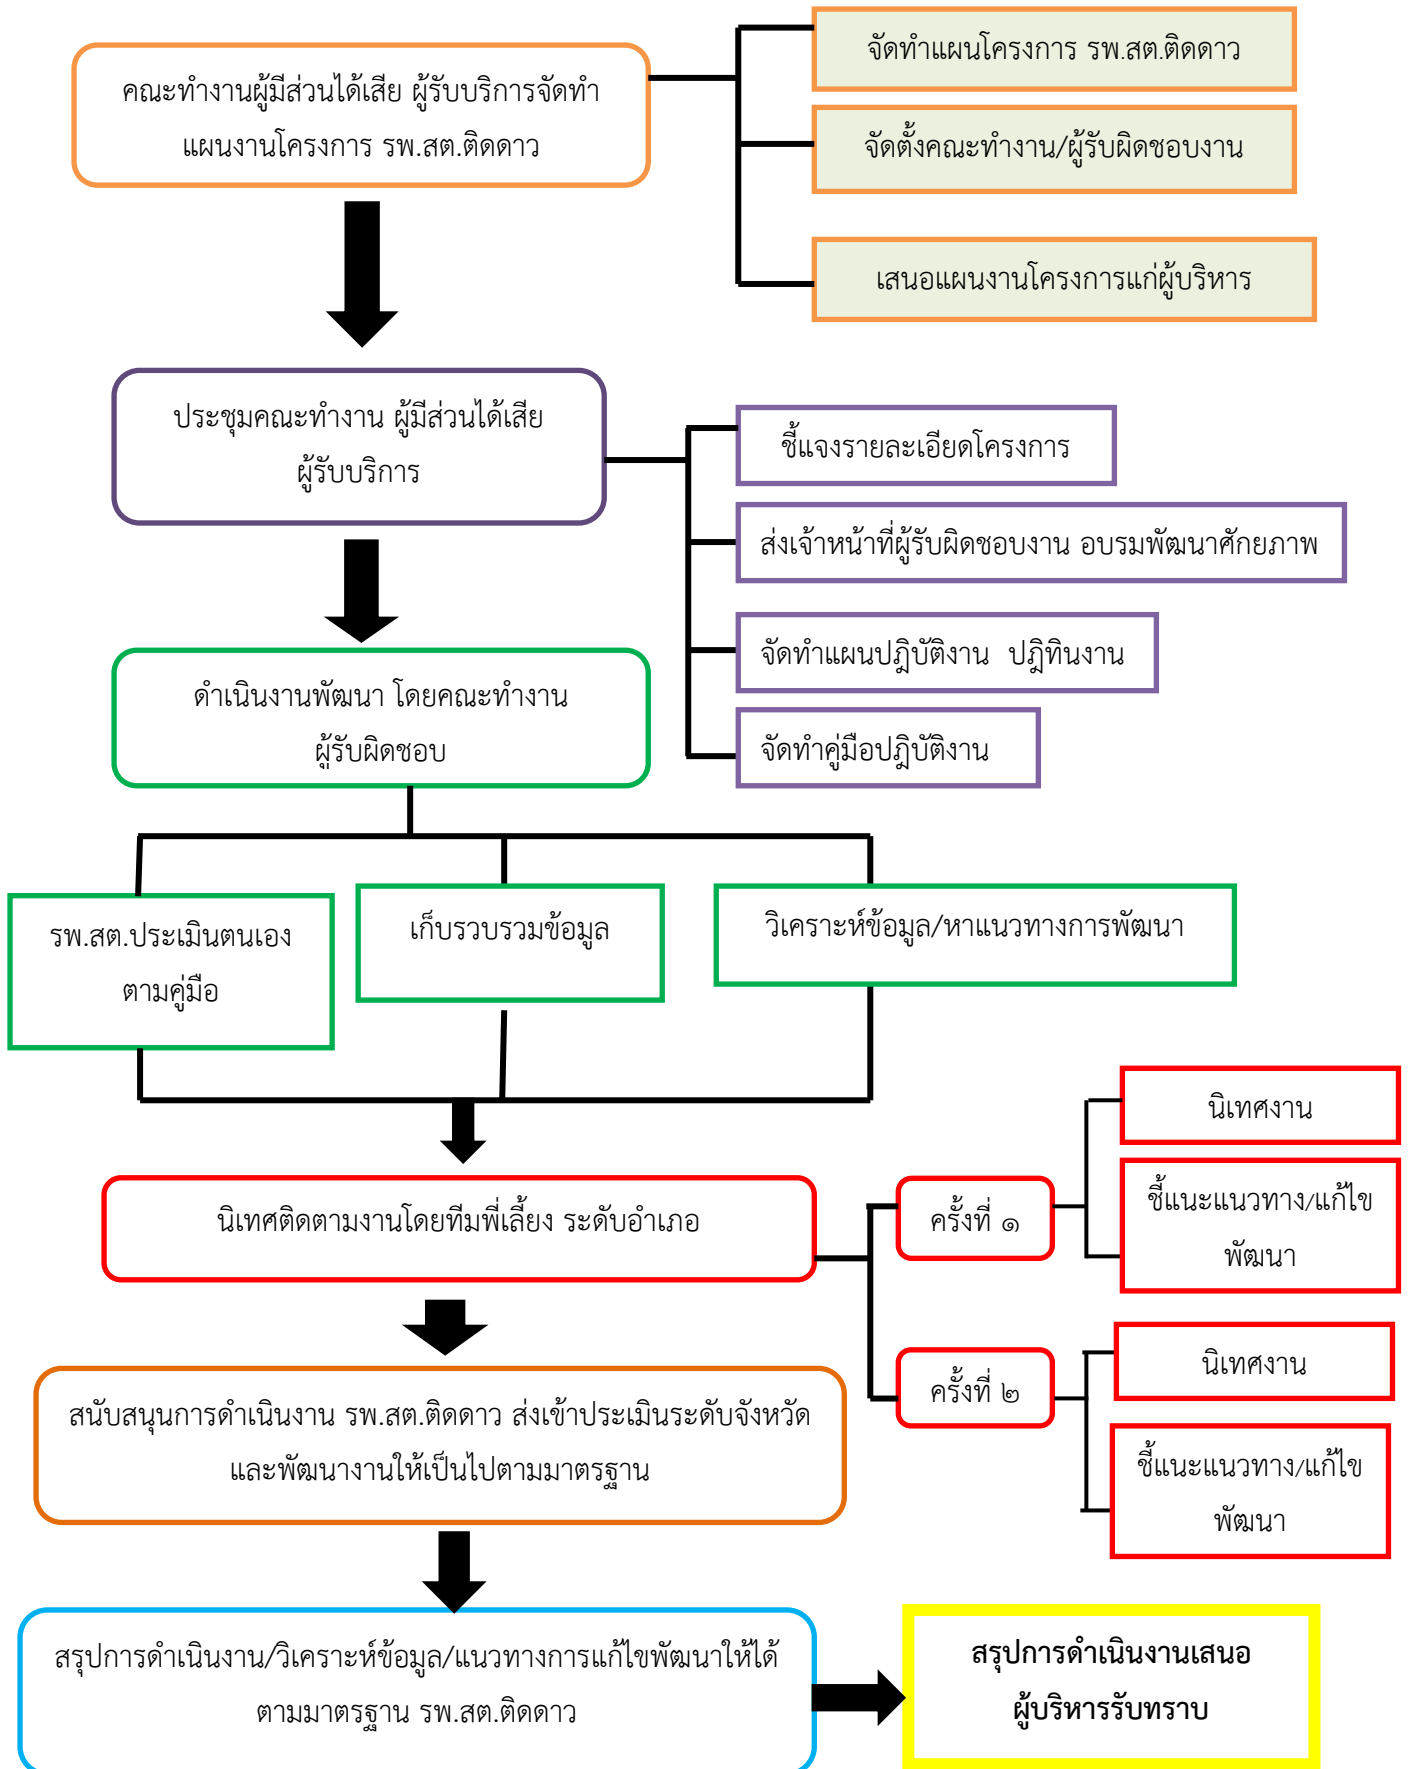 คณะทำงานผู้มีส่วนได้เสีย ผู้รับบริการจัดทำ
แผนงานโครงการ รพ.สต.ติดดาว
จัดทำแผนโครงการ รพ.สต.ติดดาว
จัดตั้งคณะทำงาน/ผู้รับผิดชอบงาน
เสนอแผนงานโครงการแก่ผู้บริหาร
ประชุมคณะทำงาน ผู้มีส่วนได้เสีย
ผู้รับบริการ
ชี้แจงรายละเอียดโครงการ
ส่งเจ้าหน้าที่ผู้รับผิดชอบงาน อบรมพัฒนาศักยภาพ
จัดทำแผนปฎิบัติงาน ปฎิทินงาน
จัดทำคู่มือปฎิบัติงาน
ดำเนินงานพัฒนา โดยคณะทำงาน
ผู้รับผิดชอบ
รพ.สต.ประเมินตนเอง
ตามคู่มือ
เก็บรวบรวมข้อมูล
วิเคราะห์ข้อมูล/หาแนวทางการพัฒนา
นิเทศติดตามงานโดยทีมพี่เลี้ยง ระดับอำเภอ
ครั้งที่ ๑
นิเทศงาน
ชี้แนะแนวทาง/แก้ไข
พัฒนา
ครั้งที่ ๒
นิเทศงาน
ชี้แนะแนวทาง/แก้ไข
พัฒนา
สนับสนุนการดำเนินงาน รพ.สต.ติดดาว ส่งเข้าประเมินระดับจังหวัด
และพัฒนางานให้เป็นไปตามมาตรฐาน
สรุปการดำเนินงาน/วิเคราะห์ข้อมูล/แนวทางการแก้ไขพัฒนาให้ได้
ตามมาตรฐาน รพ.สต.ติดดาว
สรุปการดำเนินงานเสนอ
ผู้บริหารรับทราบ